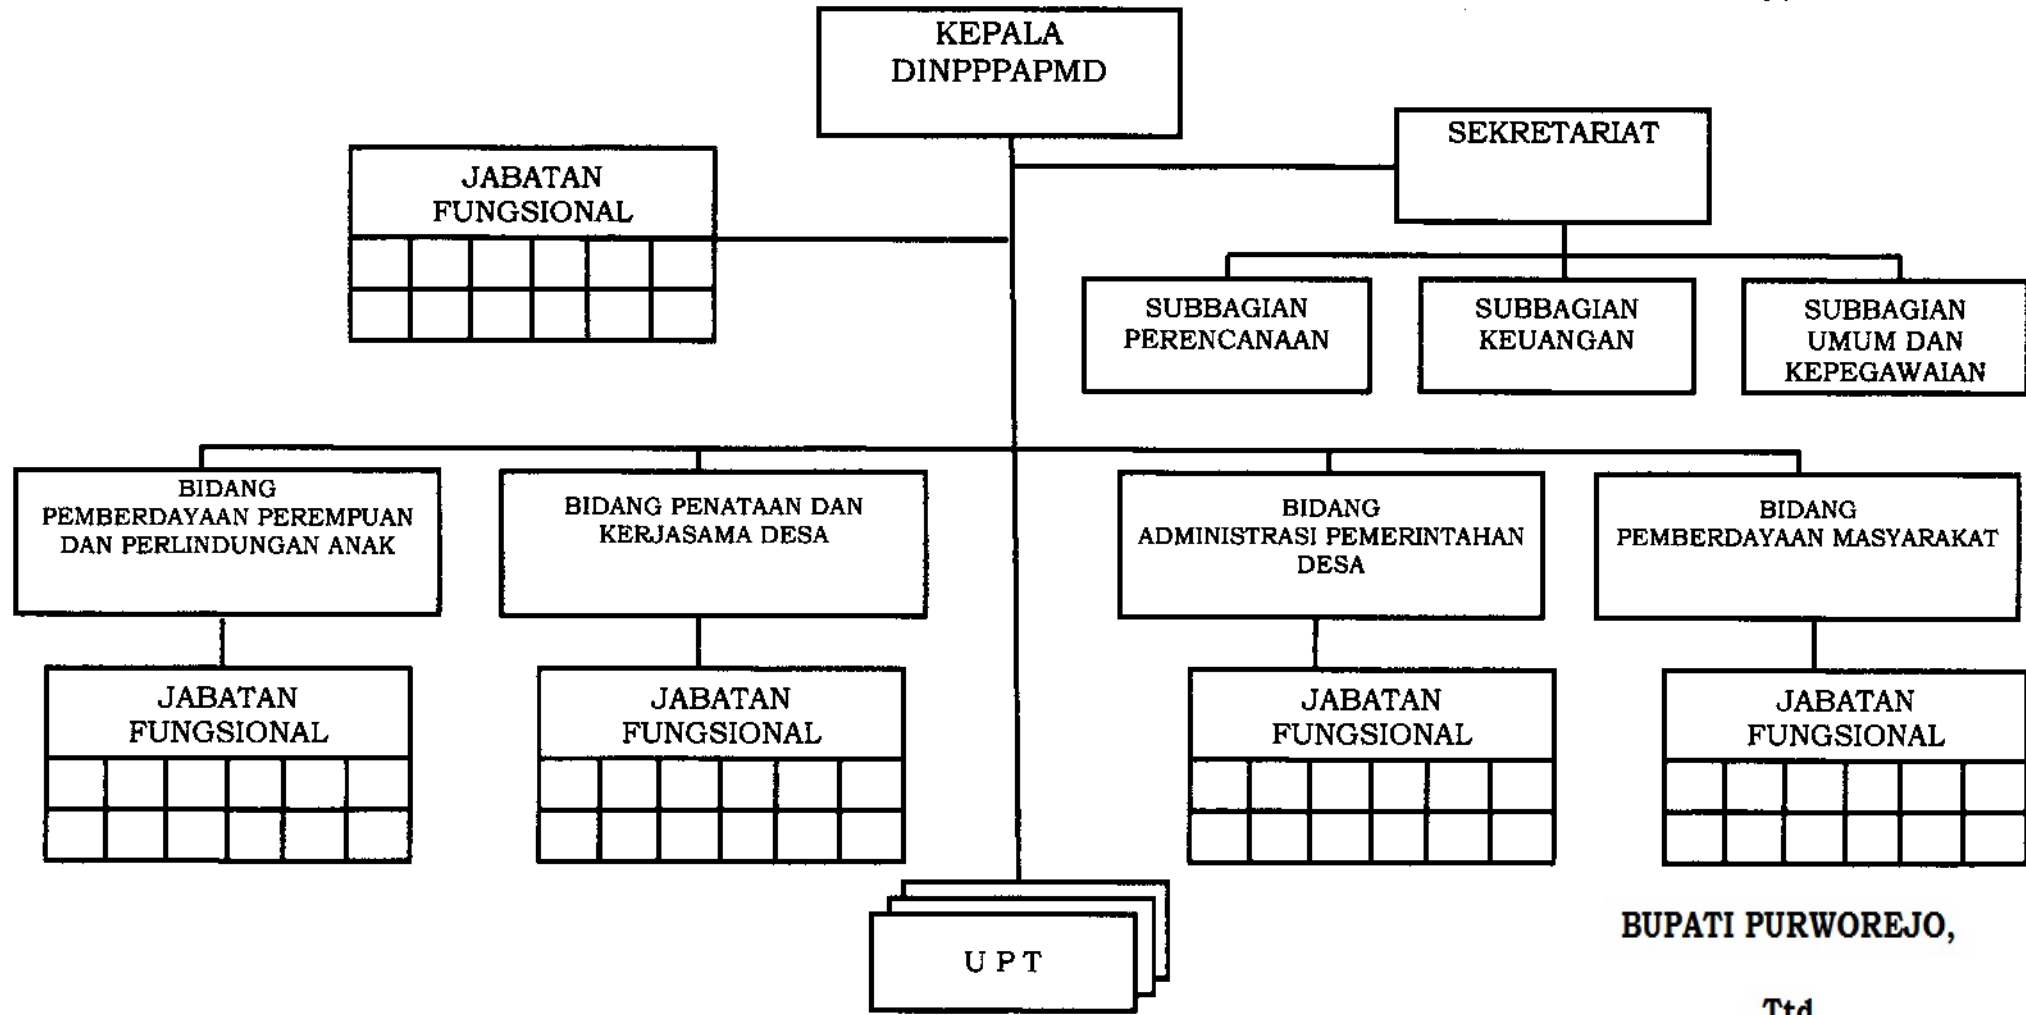 KEPALA
DINPPPAPMD
SEKRETARIAT
JABATAN
FUNGSIONAL
SUBBAGIAN
PERENCANAAN
SUBBAGIAN
KEUANGAN
SUBBAGIAN
UMUM DAN
KEPEGAWAIAN
BIDANG
PEMBERDAYAAN PEREMPUAN
DAN PERLINDUNGAN ANAK
BIDANG PENATAAN DAN
KERJASAMA DESA
BIDANG
ADMINISTRASI PEMERINTAHAN
DESA
BIDANG
PEMBERDAYAAN MASYARAKAT
JABATAN
FUNGSIONAL
JABATAN
FUNGSIONAL
JABATAN
FUNGSIONAL
JABATAN
FUNGSIONAL
U P T
BUPATI PURWOREJO,
Ttd